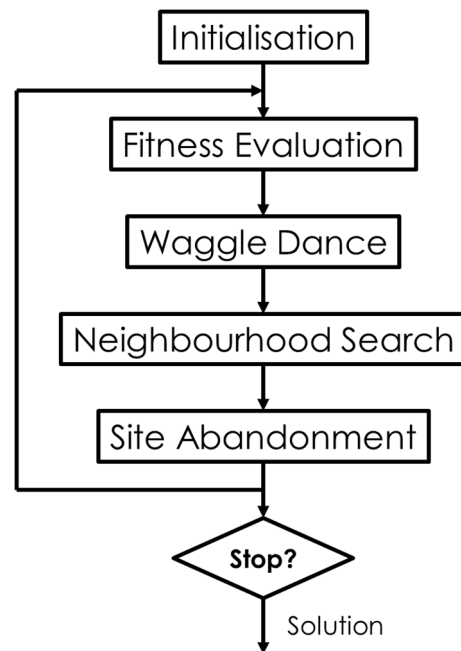 Initialisation
Fitness Evaluation
Waggle Dance
Neighbourhood Search
Site Abandonment
Stop?
Solution